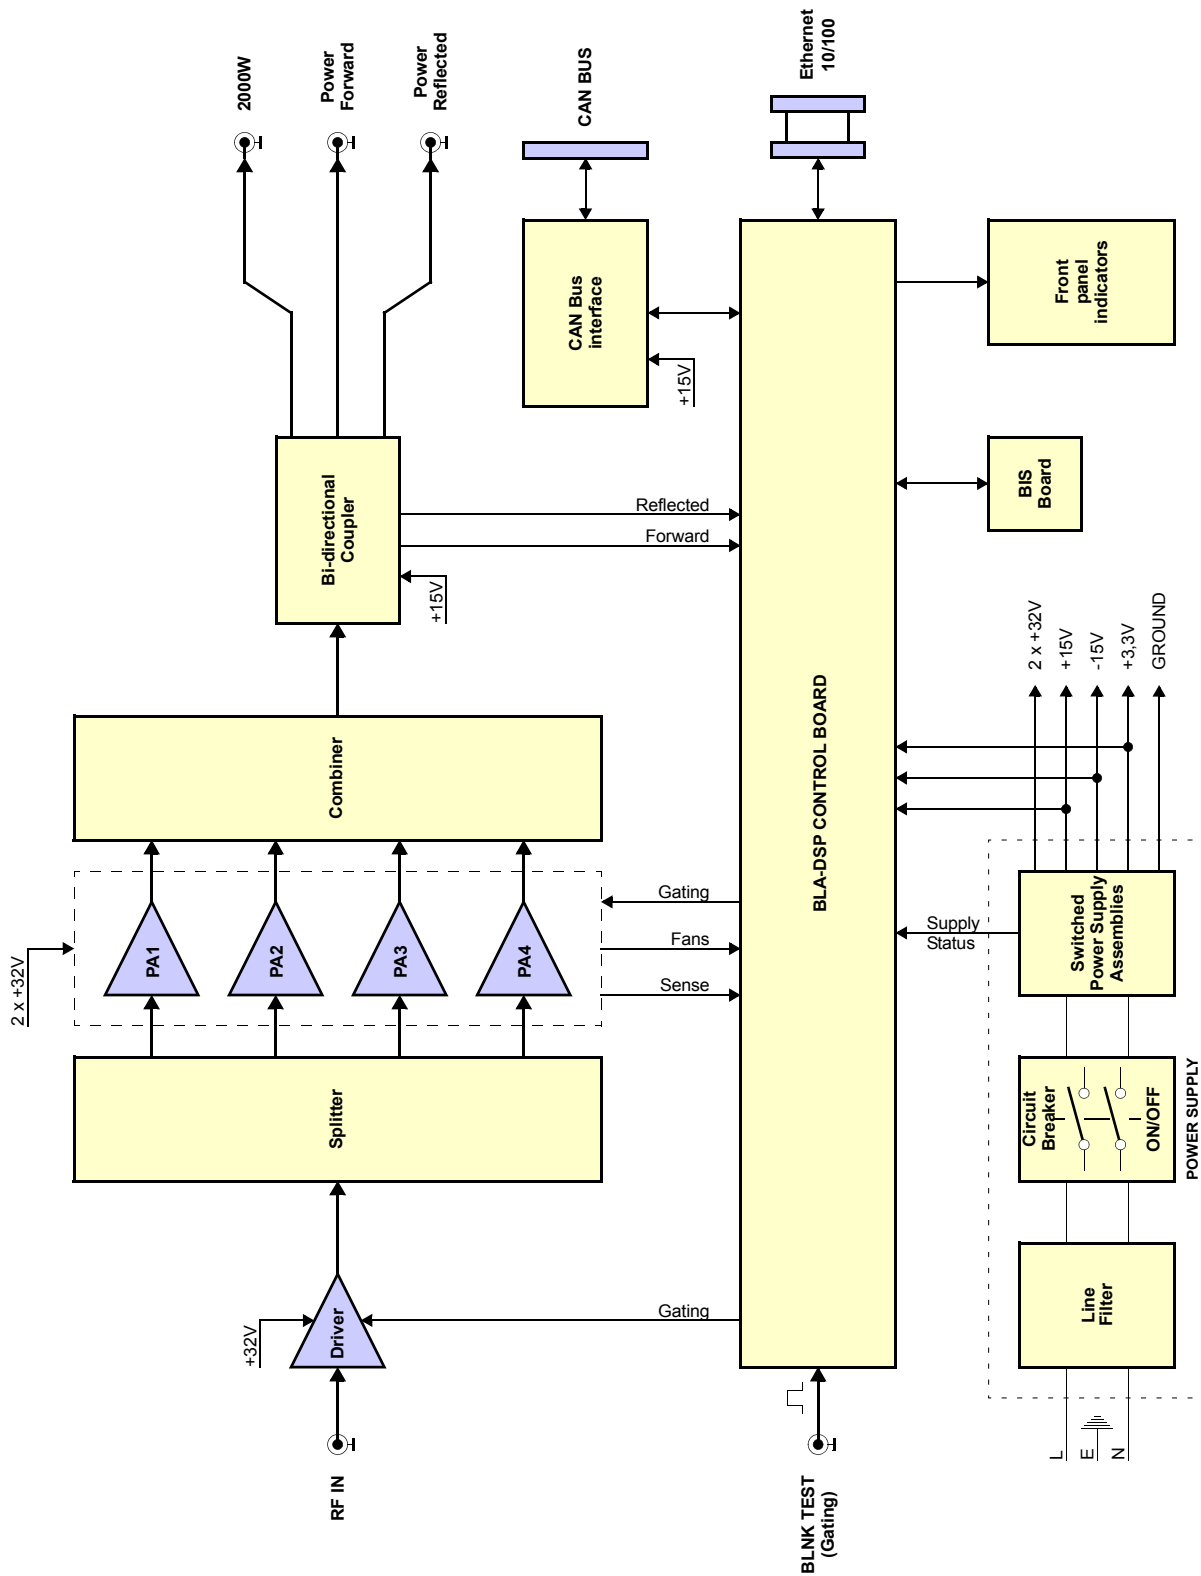 RF IN
+32V
Driver
Gating
Splitter
2 x +32V
PA1
PA2
PA3
PA4
Gating
Fans
Sense
Combiner
Bi-directional
Coupler
+15V
Reflected
Forward
2000W
Power
Forward
Power
Reflected
CAN Bus
interface
+15V
CAN BUS
Ethernet
10/100
BLNK TEST
(Gating)
BLA-DSP CONTROL BOARD
Front
panel
indicators
BIS
Board
L
E
N
Line
Filter
Circuit
Breaker
ON/OFF
POWER SUPPLY
Switched
Power Supply
Assemblies
Supply
Status
2 x +32V
+15V
-15V
+3,3V
GROUND